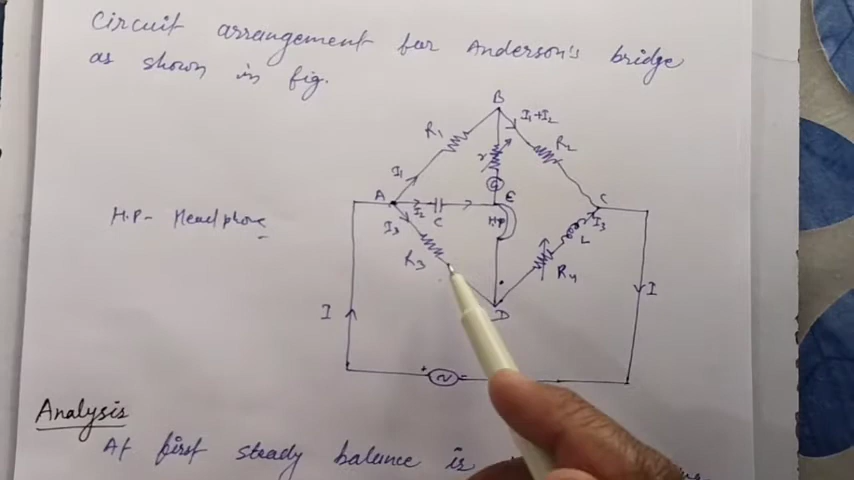 Circuit arrangement for Anderson's bridge
as shown in fig.
B
I1+I2
R1
R2
r
I1
G
A
E
C
I2
C
H.P
H.P- Headphone
I3
I3
L
R3
R4
I
I
D
+
-
Analysis
At first steady balance is